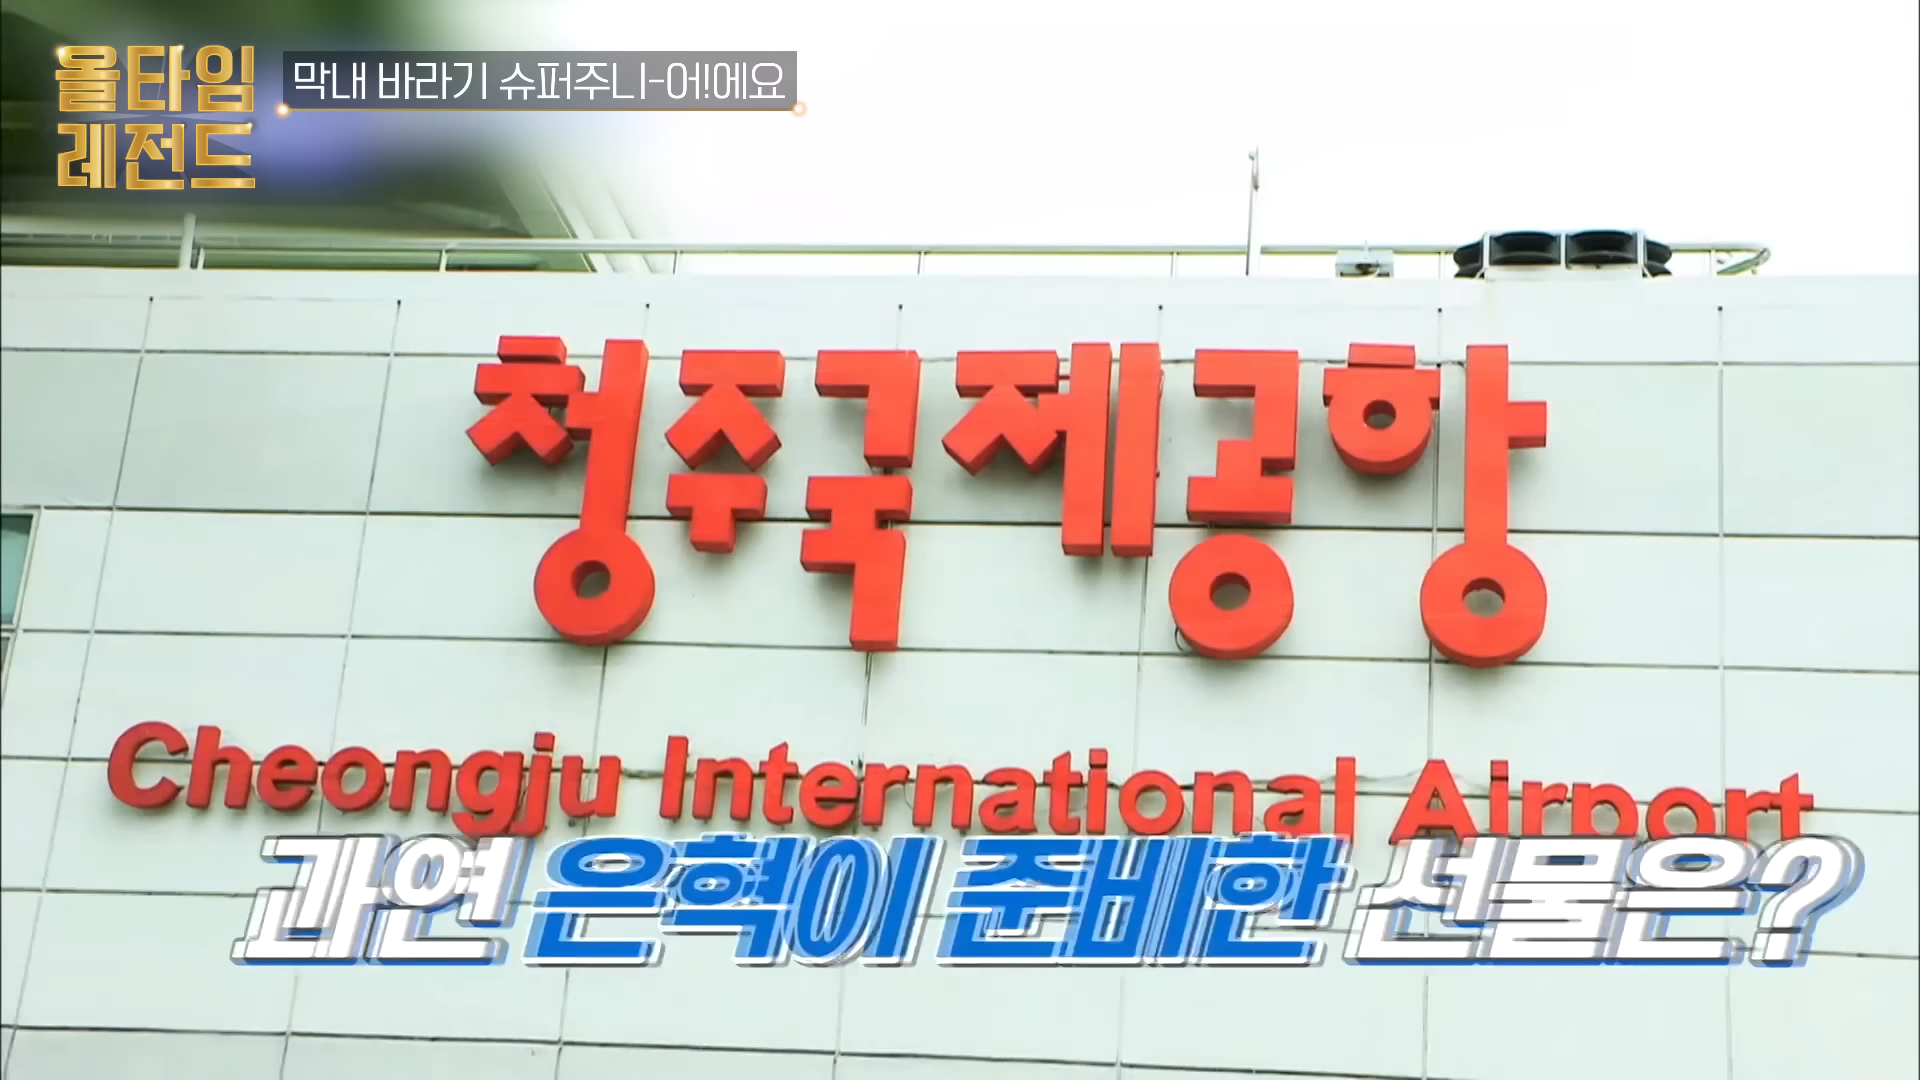 올타임
레전드
막내 바라기 슈퍼주니-어!에요
청주국제공항
Cheongju International Airport
과연 은혁이 준비한 선물은?